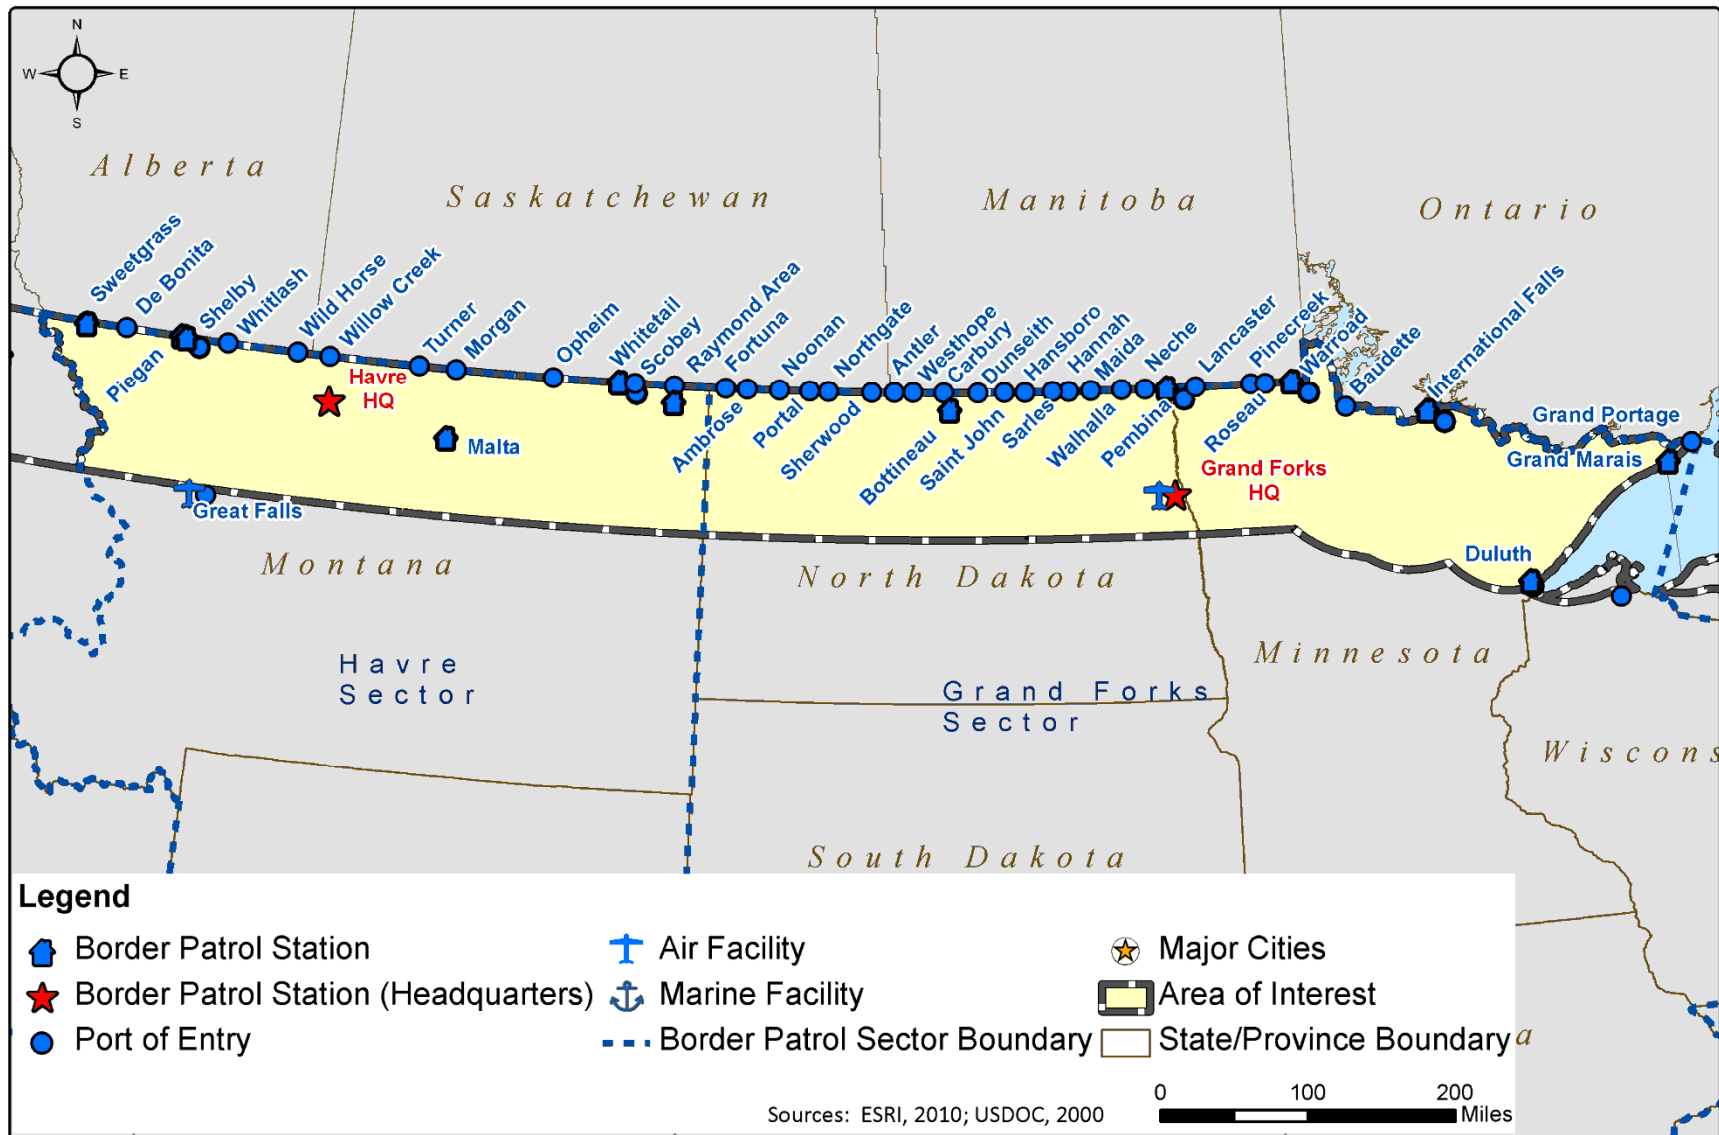 N
W E
S
Alberta
Saskatchewan
Manitoba
Ontario
Sweetgrass
De Bonita
Shelby
Whitlash
Wild Horse
Willow Creek
Turner
Morgan
Opheim
Whitetail
Scobey
Raymond Area
Fortuna
Noonan
Northgate
Antler
Westhope
Carbury
Dunseith
Hansboro
Hannah
Maida
Neche
Lancaster
Pinecreek
Warroad
Baudette
International Falls
Piegan
Havre
HQ
Malta
Great Falls
Ambrose
Portal
Sherwood
Bottineau
Saint John
Sarles
Walhalla
Pembina
Roseau
Grand Forks
HQ
Grand Portage
Grand Marais
Duluth
Montana
North Dakota
Minnesota
Havre
Sector
Grand Forks
Sector
Wiscons
South Dakota
a
Legend
Border Patrol Station
Border Patrol Station (Headquarters)
Port of Entry
Air Facility
Marine Facility
Border Patrol Sector Boundary
Major Cities
Area of Interest
State/Province Boundary
0 100 200
Miles
Sources: ESRI, 2010; USDOC, 2000